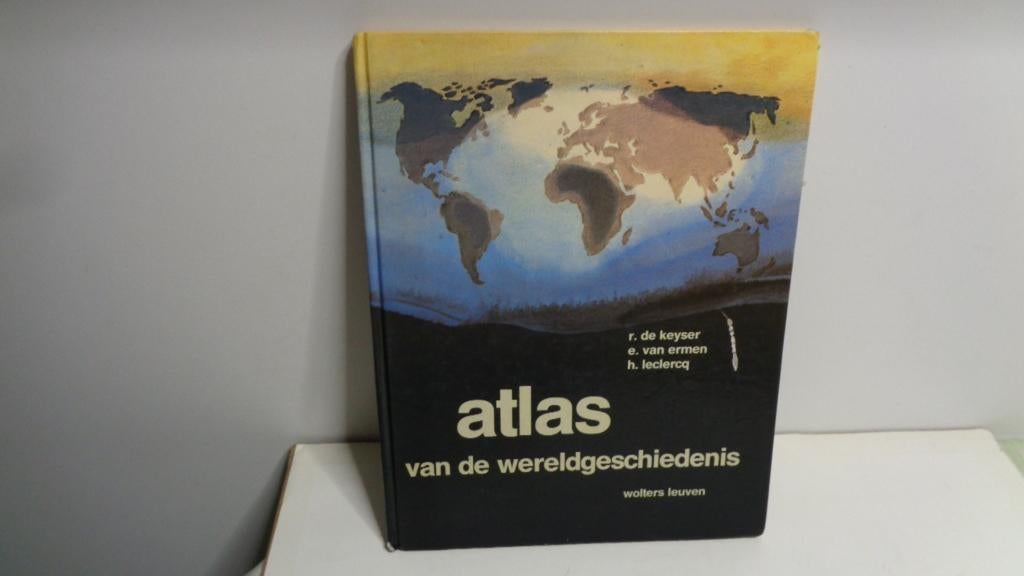 r. de keyser
e. van ermen
h. leclercq
atlas
van de wereldgeschiedenis
wolters leuven